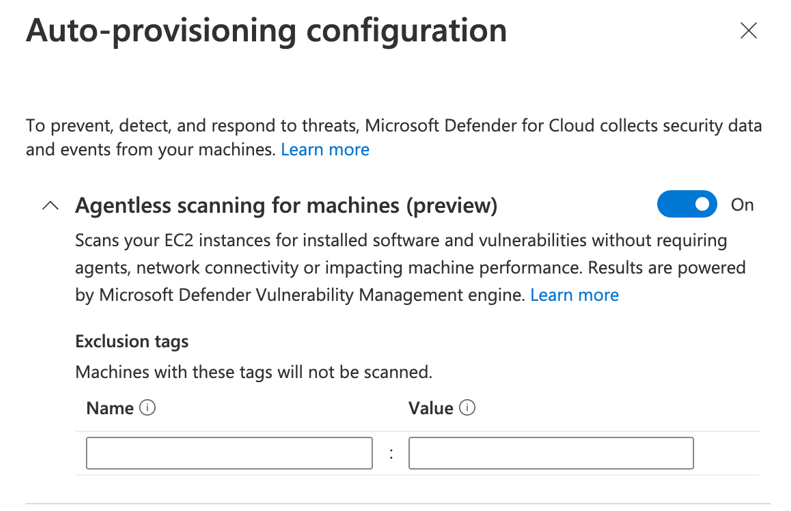 Auto-provisioning configuration
To prevent, detect, and respond to threats, Microsoft Defender for Cloud collects security data
and events from your machines. Learn more
Agentless scanning for machines (preview)
On
Scans your EC2 instances for installed software and vulnerabilities without requiring
agents, network connectivity or impacting machine performance. Results are powered
by Microsoft Defender Vulnerability Management engine. Learn more
Exclusion tags
Machines with these tags will not be scanned.
Name
Value
: